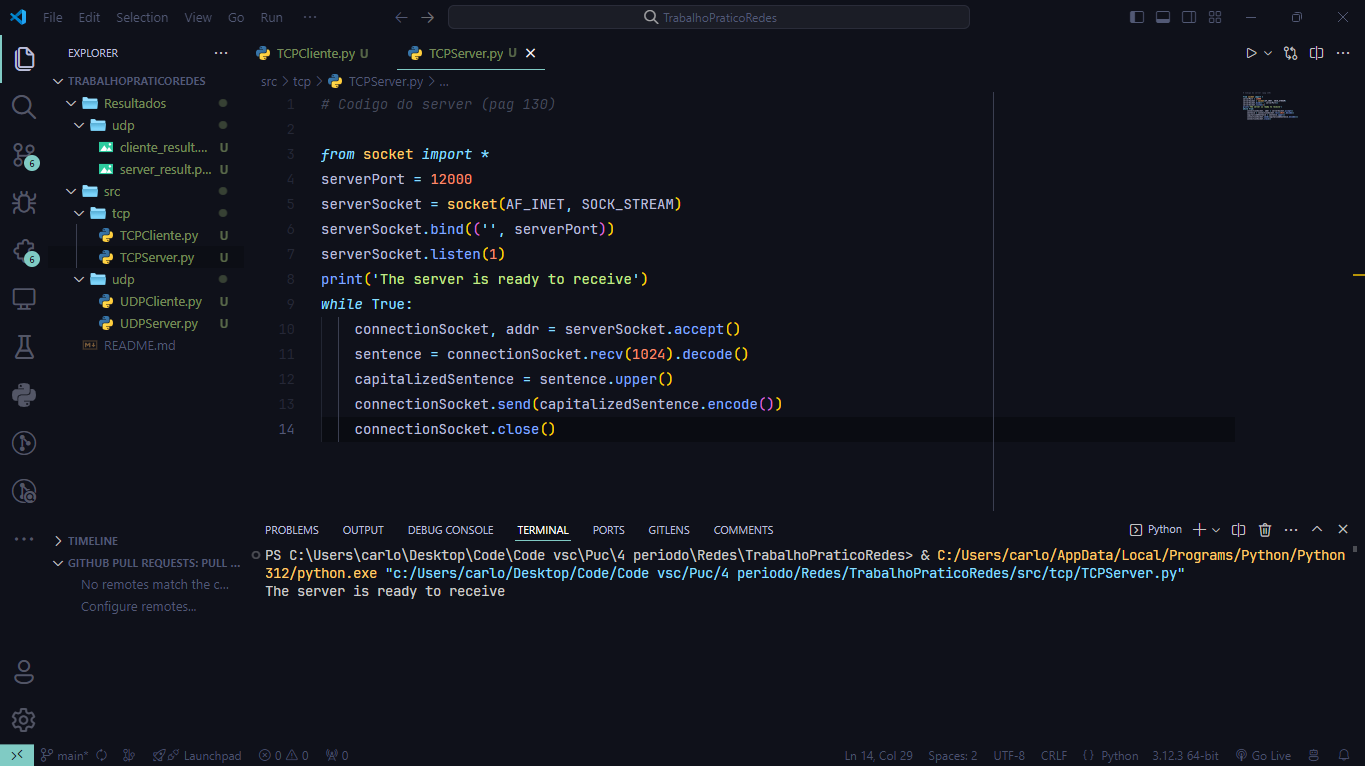 File Edit Selection View Go Run ···
TrabalhoPraticoRedes
EXPLORER ···
TRABALHOPRATICOREDES
Resultados
udp
cliente_result.... U
server_result.p... U
src
tcp
TCPCliente.py U
TCPServer.py U
udp
UDPCliente.py U
UDPServer.py U
README.md
TIMELINE
GITHUB PULL REQUESTS: PULL ...
No remotes match the c...
Configure remotes...
6
6
TCPCliente.py U TCPServer.py U
src > tcp > TCPServer.py > ...
1 # Codigo do server (pag 130)
2
3 from socket import *
4 serverPort = 12000
5 serverSocket = socket(AF_INET, SOCK_STREAM)
6 serverSocket.bind(('', serverPort))
7 serverSocket.listen(1)
8 print('The server is ready to receive')
9 while True:
10 connectionSocket, addr = serverSocket.accept()
11 sentence = connectionSocket.recv(1024).decode()
12 capitalizedSentence = sentence.upper()
13 connectionSocket.send(capitalizedSentence.encode())
14 connectionSocket.close()
PROBLEMS OUTPUT DEBUG CONSOLE TERMINAL PORTS GITLENS COMMENTS
Python
PS C:\Users\carlo\Desktop\Code\Code vsc\Puc\4 periodo\Redes\TrabalhoPraticoRedes> & C:/Users/carlo/AppData/Local/Programs/Python/Python
312/python.exe "c:/Users/carlo/Desktop/Code/Code vsc/Puc/4 periodo/Redes/TrabalhoPraticoRedes/src/tcp/TCPServer.py"
The server is ready to receive
main* Launchpad 0 0 0 Ln 14, Col 29 Spaces: 2 UTF-8 CRLF {} Python 3.12.3 64-bit Go Live